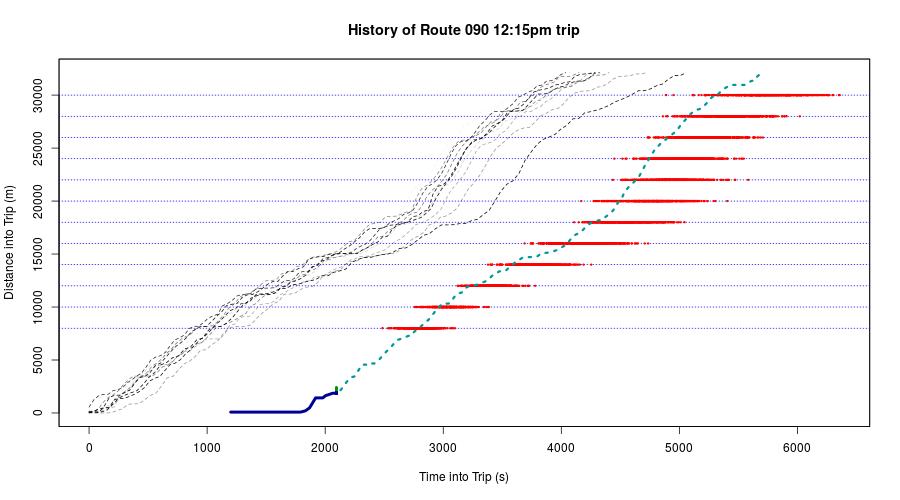 History of Route 090 12:15pm trip
Distance Into Trip (m)
30000
25000
20000
15000
10000
5000
0
0 1000 2000 3000 4000 5000 6000
Time into Trip (s)